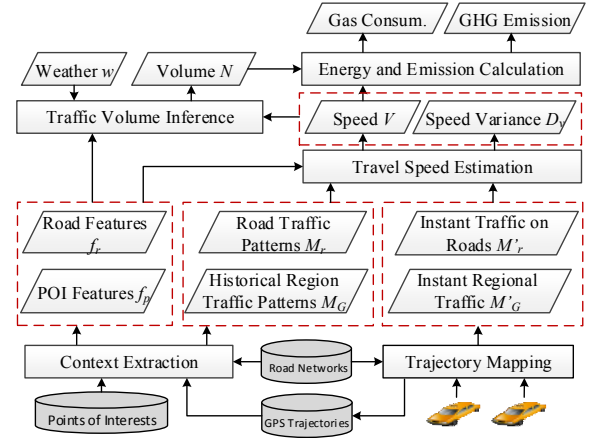 Gas Consum.
GHG Emission
Weather w
Volume N
Energy and Emission Calculation
Traffic Volume Inference
Speed V
Speed Variance Dv
Travel Speed Estimation
Road Features
fr
Road Traffic
Patterns Mr
Instant Traffic on
Roads M'r
POI Features fp
Historical Region
Traffic Patterns MG
Instant Regional
Traffic M'G
Context Extraction
Road Networks
Trajectory Mapping
Points of Interests
GPS Trajectories